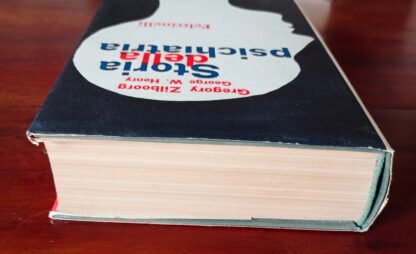 Gregory Zilboorg
George W. Henry
Storia
della
psichiatria
Feltrinelli